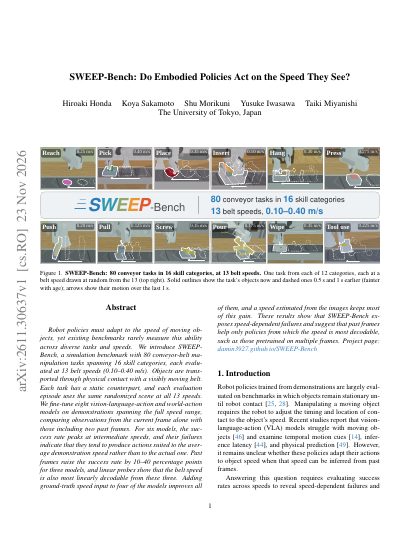 SWEEP-Bench: Do Embodied Policies Act on the Speed They See?
Hiroaki Honda Koya Sakamoto Shu Morikuni Yusuke Iwasawa Taiki Miyanishi
The University of Tokyo, Japan
arXiv:2611.30637v1 [cs.RO] 23 Nov 2026
Reach
Pick
Place
Insert
Hang
Press
SWEEP-Bench
80 conveyor tasks in 16 skill categories
13 belt speeds, 0.10–0.40 m/s
Push
Pull
Screw
Pour
Wipe
Tool use
Figure 1. SWEEP-Bench: 80 conveyor tasks in 16 skill categories, at 13 belt speeds. One task from each of 12 categories, each at
a belt speed drawn at random from the 13 (top right). Solid outlines show the task's objects now and dashed ones 0.5 s and 1 s earlier (fainter
with age); arrows show their motion over the last 1 s.
Abstract
Robot policies must adapt to the speed of moving ob-
jects, yet existing benchmarks rarely measure this ability
across diverse tasks and speeds. We introduce SWEEP-
Bench, a simulation benchmark with 80 conveyor-belt ma-
nipulation tasks spanning 16 skill categories, each evalu-
ated at 13 belt speeds (0.10–0.40 m/s). Objects are trans-
ported through physical contact with a visibly moving belt.
Each task has a static counterpart, and each evaluation
episode uses the same randomized scene at all 13 speeds.
We fine-tune eight vision-language-action and world-action
models on demonstrations spanning the full speed range,
comparing observations from the current frame alone with
those including two past frames. For six models, the suc-
cess rate peaks at intermediate speeds, and their failures
indicate that they tend to produce actions suited to the aver-
age demonstration speed rather than to the actual one. Past
frames raise the success rate by 10–40 percentage points
for three models, and linear probes show that the belt speed
is also most linearly decodable from these three. Adding
ground-truth speed input to four of the models improves all
of them, and a speed estimated from the images keeps most
of this gain. These results show that SWEEP-Bench ex-
poses speed-dependent failures and suggest that past frames
help only policies from which the speed is most decodable,
such as those pretrained on multiple frames. Project page:
1. Introduction
Robot policies trained from demonstrations are largely eval-
uated on benchmarks in which objects remain stationary un-
til robot contact [25, 28]. Manipulating a moving object
requires the robot to adjust the timing and location of con-
tact to the object's speed. Recent studies report that vision-
language-action (VLA) models struggle with moving ob-
jects [46] and examine temporal motion cues [14], infer-
ence latency [44], and physical prediction [49]. However,
it remains unclear whether these policies adapt their actions
to object speed when that speed can be inferred from past
frames.
Answering this question requires evaluating success
rates across speeds to reveal speed-dependent failures and
1